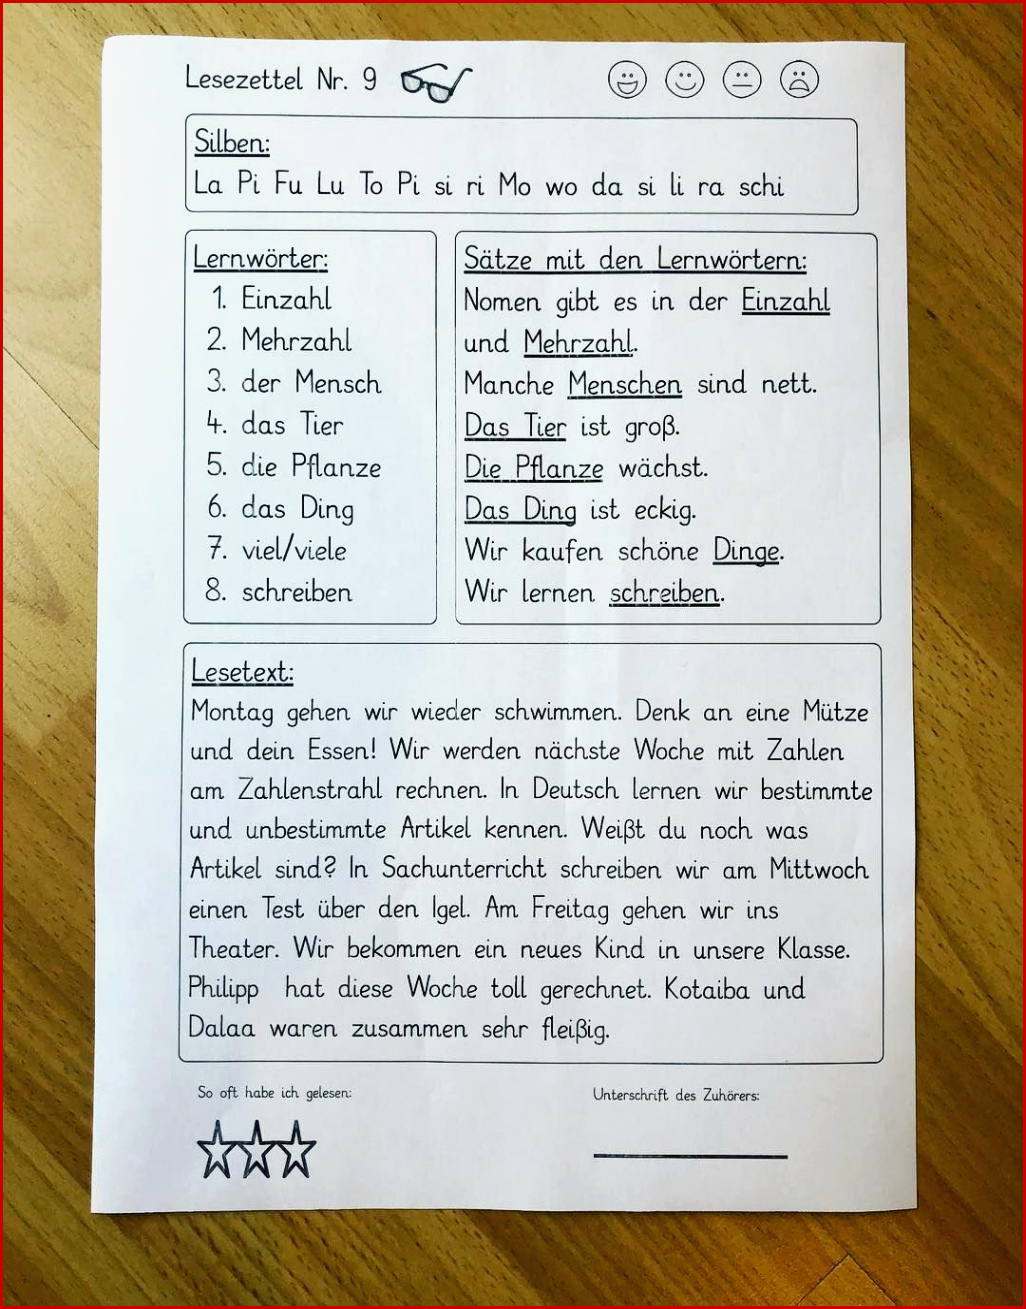 Lesezettel Nr. 9
Silben:
La Pi Fu Lu To Pi si ri Mo wo da si li ra schi
Lernwörter:
1. Einzahl
2. Mehrzahl
3. der Mensch
4. das Tier
5. die Pflanze
6. das Ding
7. viel/viele
8. schreiben
Sätze mit den Lernwörtern:
Nomen gibt es in der Einzahl
und Mehrzahl.
Manche Menschen sind nett.
Das Tier ist groß.
Die Pflanze wächst.
Das Ding ist eckig.
Wir kaufen schöne Dinge.
Wir lernen schreiben.
Lesetext:
Montag gehen wir wieder schwimmen. Denk an eine Mütze
und dein Essen! Wir werden nächste Woche mit Zahlen
am Zahlenstrahl rechnen. In Deutsch lernen wir bestimmte
und unbestimmte Artikel kennen. Weißt du noch was
Artikel sind? In Sachunterricht schreiben wir am Mittwoch
einen Test über den Igel. Am Freitag gehen wir ins
Theater. Wir bekommen ein neues Kind in unsere Klasse.
Philipp hat diese Woche toll gerechnet. Kotaiba und
Dalaa waren zusammen sehr fleißig.
So oft habe ich gelesen:
Unterschrift des Zuhörers: